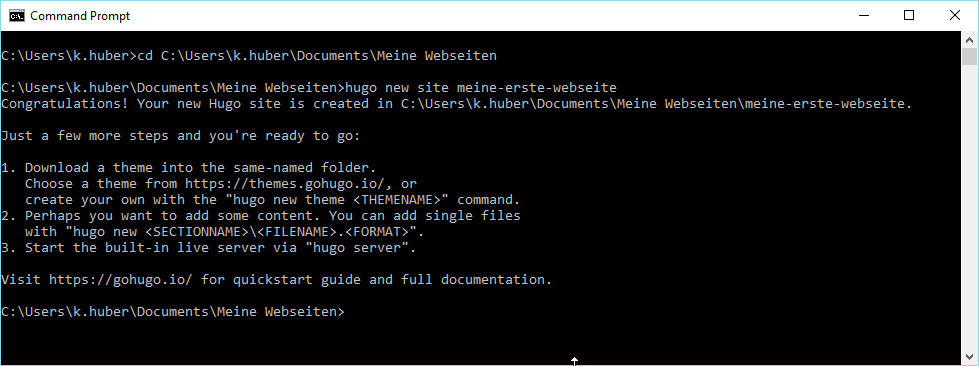 Command Prompt
C:\Users\k.huber>cd C:\Users\k.huber\Documents\Meine Webseiten
C:\Users\k.huber\Documents\Meine Webseiten>hugo new site meine-erste-webseite
Congratulations! Your new Hugo site is created in C:\Users\k.huber\Documents\Meine Webseiten\meine-erste-webseite.
Just a few more steps and you're ready to go:
1. Download a theme into the same-named folder.
Choose a theme from https://themes.gohugo.io/, or
create your own with the "hugo new theme <THEMENAME>" command.
2. Perhaps you want to add some content. You can add single files
with "hugo new <SECTIONNAME>\<FILENAME>.<FORMAT>".
3. Start the built-in live server via "hugo server".
Visit https://gohugo.io/ for quickstart guide and full documentation.
C:\Users\k.huber\Documents\Meine Webseiten>